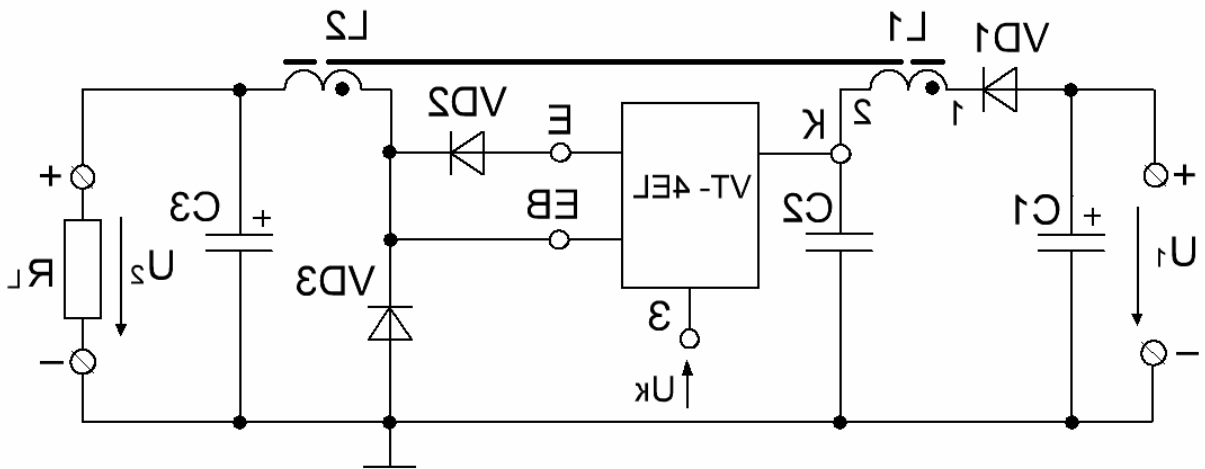 L1
L2
VD1
VD2
1
2
K
E
EB
VT- 4EL
+
+
C1
C2
C3
+
+
U1
U2
RL
VD3
3
UK
-
-